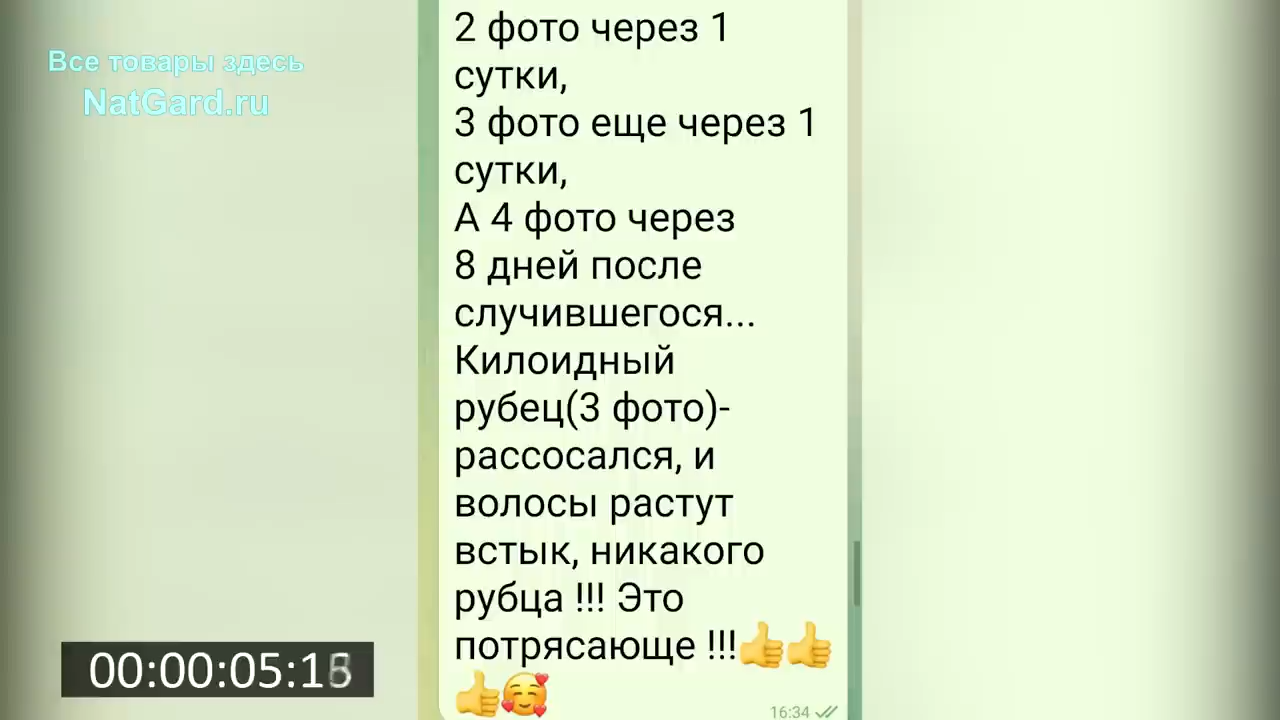 Все товары здесь
NatGard.ru
2 фото через 1
сутки,
3 фото еще через 1
сутки,
А 4 фото через
8 дней после
случившегося...
Килоидный
рубец(3 фото)-
рассосался, и
волосы растут
встык, никакого
рубца !!! Это
потрясающе !!!👍👍
👍🥰
16:34